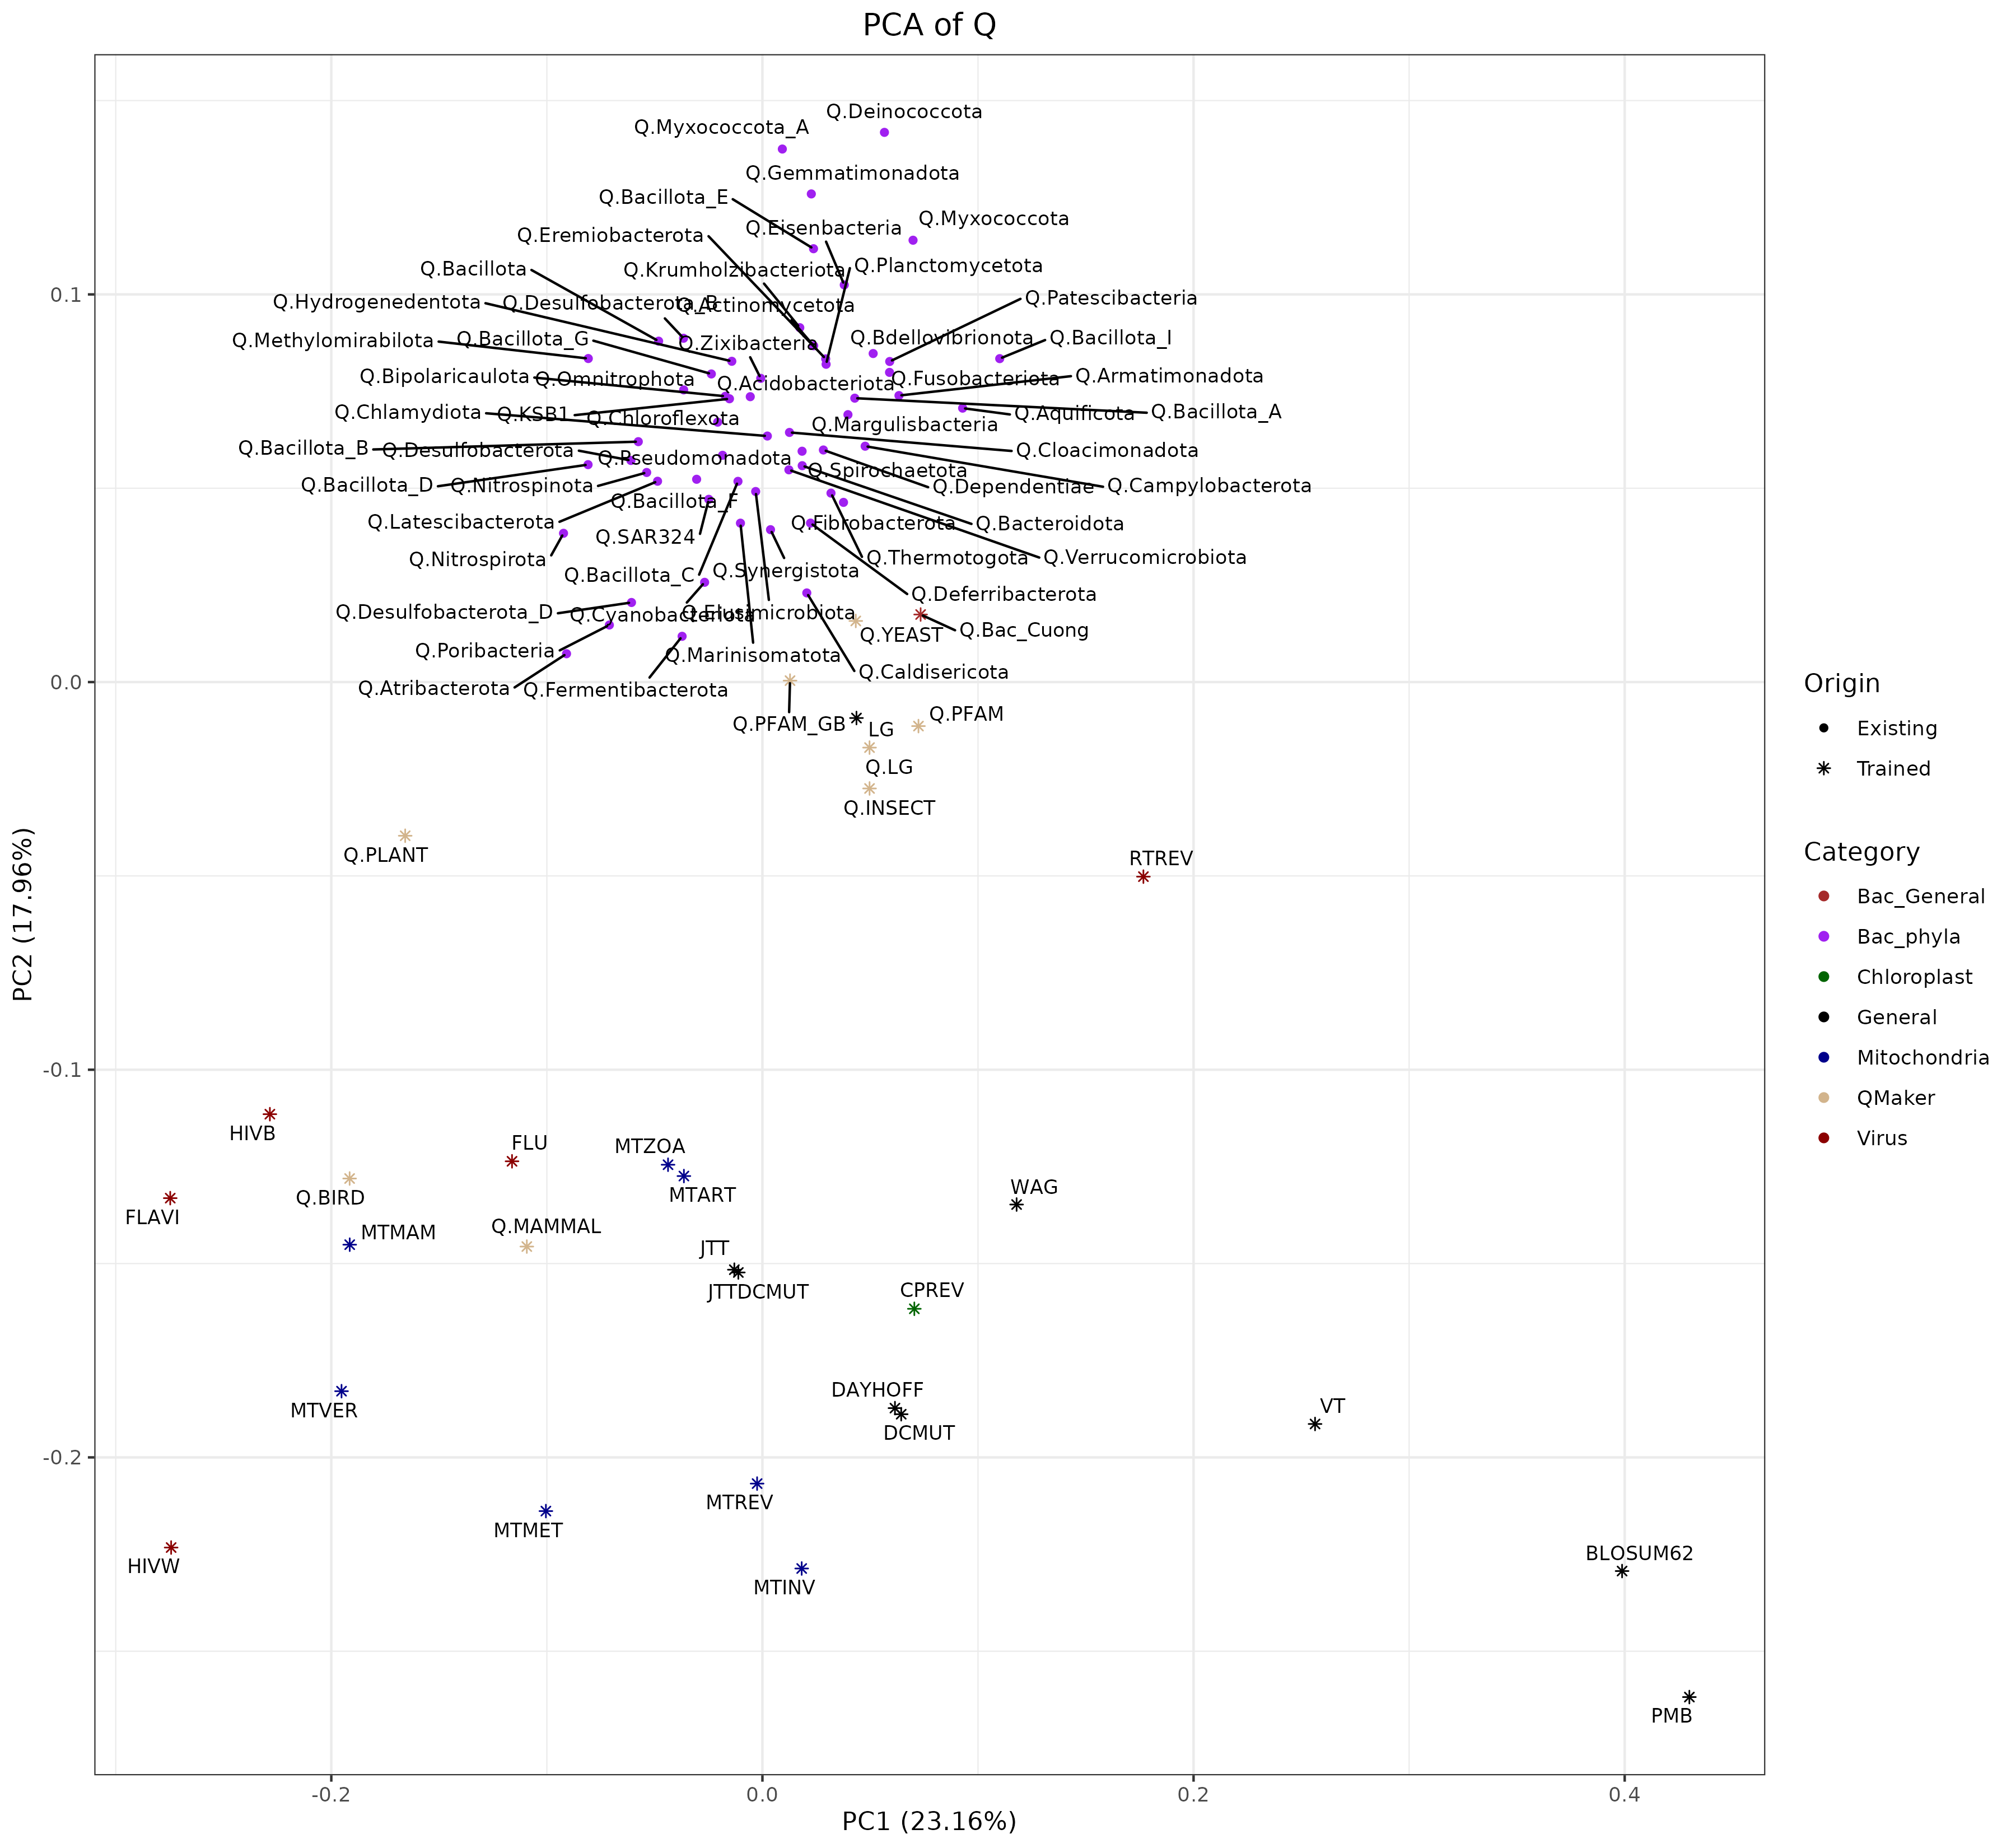 PCA of Q
Q.Deinococcota
Q.Myxococcota_A
Q.Gemmatimonadota
Q.Bacillota_E
Q.Myxococcota
Q.Eisenbacteria
Q.Eremiobacterota
Q.Planctomycetota
Q.Krumholzibacteriota
Q.Bacillota
Q.Patescibacteria
Q.Hydrogenedentota
Q.Desulfobacterota_B
Q.Actinomycetota
0.1
Q.Methylomirabilota
Q.Bacillota_G
Q.Zixibacteria
Q.Bdellovibrionota
Q.Bacillota_I
Q.Bipolaricaulota
Q.Omnitrophota
Q.Acidobacteriota
Q.Fusobacteriota
Q.Armatimonadota
Q.Chlamydiota
Q.KSB1
Q.Chloroflexota
Q.Margulisbacteria
Q.Aquificota
Q.Bacillota_A
Q.Bacillota_B
Q.Desulfobacterota
Q.Pseudomonadota
Q.Cloacimonadota
Q.Spirochaetota
Q.Bacillota_D
Q.Nitrospinota
Q.Dependentiae
Q.Campylobacterota
Q.Bacillota_F
Q.Latescibacterota
Q.Fibrobacterota
Q.Bacteroidota
Q.SAR324
Q.Nitrospirota
Q.Thermotogota
Q.Verrucomicrobiota
Q.Bacillota_C
Q.Synergistota
Q.Deferribacterota
Q.Desulfobacterota_D
Q.Cyanobacteriota
Q.Elusimicrobiota
Q.YEAST
Q.Bac_Cuong
Q.Poribacteria
Q.Marinisomatota
Q.Caldisericota
Q.Atribacterota
Q.Fermentibacterota
0.0
Q.PFAM_GB
LG
Q.PFAM
Q.LG
Q.INSECT
Q.PLANT
RTREV
-0.1
HIVB
FLU
MTZOA
MTART
WAG
Q.BIRD
FLAVI
MTMAM
Q.MAMMAL
JTT
JTTDCMUT
CPREV
MTVER
DAYHOFF
DCMUT
VT
-0.2
MTREV
MTMET
HIVW
MTINV
BLOSUM62
PMB
-0.2
0.0
0.2
0.4
PC1 (23.16%)
PC2 (17.96%)
Origin
Existing
Trained
Category
Bac_General
Bac_phyla
Chloroplast
General
Mitochondria
QMaker
Virus